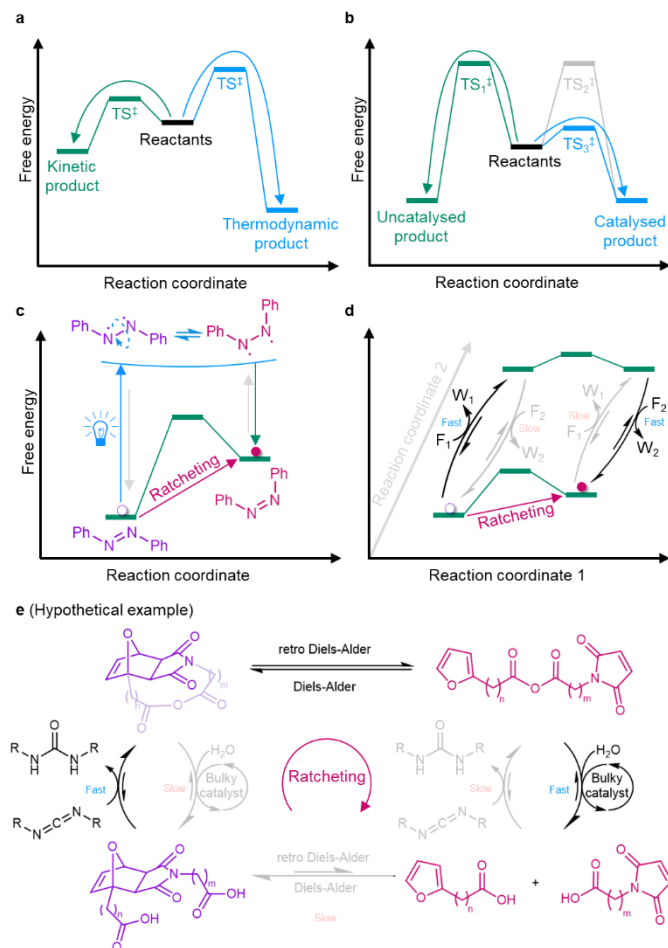 a
Free energy
TS‡
TS‡
Reactants
Kinetic
product
Thermodynamic
product
Reaction coordinate
b
Free energy
TS₁‡
TS₂‡
TS₃‡
Reactants
Uncatalysed
product
Catalysed
product
Reaction coordinate
c
Free energy
Ph
N
N
Ph
Ph
N
N
Ph
Ratcheting
Ph
N
N
Ph
Ph
N
N
Ph
Reaction coordinate
d
Free energy
Reaction coordinate 2
W₁
Fast
F₁
F₂
Slow
W₂
W₁
Slow
F₁
F₂
Fast
W₂
Ratcheting
Reaction coordinate 1
e (Hypothetical example)
O
O
N
O
m
n
O
O
O
retro Diels-Alder
Diels-Alder
O
n
O
O
O
m
N
O
O
O
R
N
H
N
H
R
Fast
R
N
N
R
Slow
H₂O
Bulky
catalyst
Ratcheting
O
R
N
H
N
H
R
Slow
R
N
N
R
Fast
H₂O
Bulky
catalyst
O
O
N
O
m
OH
O
n
O
OH
retro Diels-Alder
Diels-Alder
Slow
O
n
O
OH
+
O
HO
m
N
O
O